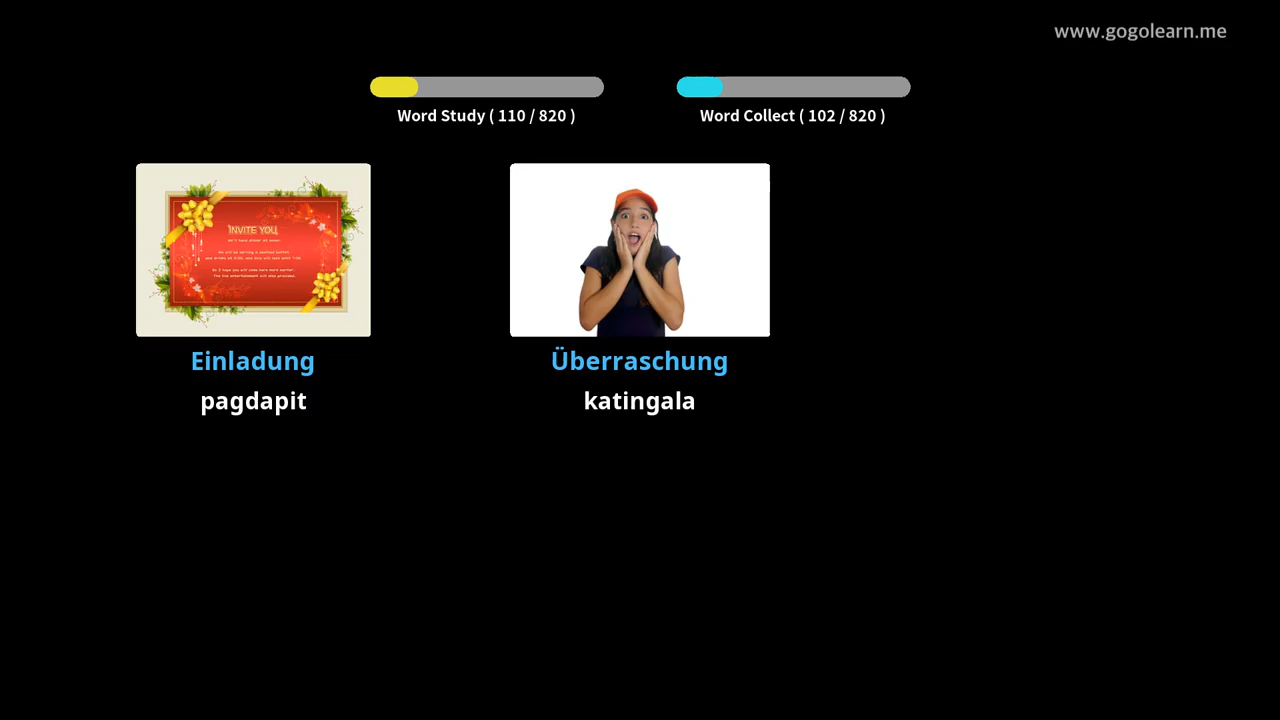 www.gogolearn.me
Word Study ( 110 / 820 )
Word Collect ( 102 / 820 )
INVITE YOU
Einladung
pagdapit
Überraschung
katingala